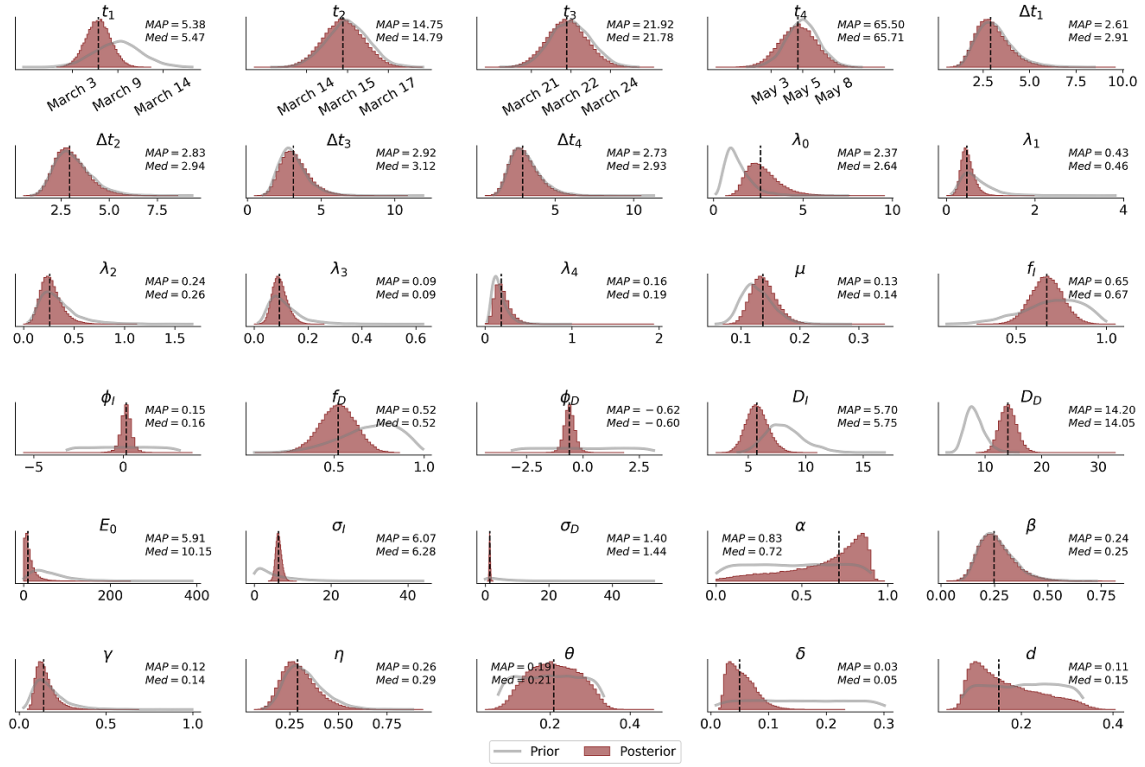 t₁ t₂ t₃ t₄ Δt₁
MAP = 5.38 MAP = 14.75 MAP = 21.92 MAP = 65.50 MAP = 2.61
Med = 5.47 Med = 14.79 Med = 21.78 Med = 65.71 Med = 2.91
March 3 March 9 March 14 March 14 March 15 March 17 March 21 March 22 March 24 May 3 May 5 May 8 2.5 5.0 7.5 10.0
Δt₂ Δt₃ Δt₄ λ₀ λ₁
MAP = 2.83 MAP = 2.92 MAP = 2.73 MAP = 2.37 MAP = 0.43
Med = 2.94 Med = 3.12 Med = 2.93 Med = 2.64 Med = 0.46
2.5 5.0 7.5 0 5 10 0 5 10 0 5 10 0 2 4
λ₂ λ₃ λ₄ μ f_I
MAP = 0.24 MAP = 0.09 MAP = 0.16 MAP = 0.13 MAP = 0.65
Med = 0.26 Med = 0.09 Med = 0.19 Med = 0.14 Med = 0.67
0.0 0.5 1.0 1.5 0.0 0.2 0.4 0.6 0 1 2 0.1 0.2 0.3 0.5 1.0
ϕ_I f_D ϕ_D D_I D_D
MAP = 0.15 MAP = 0.52 MAP = −0.62 MAP = 5.70 MAP = 14.20
Med = 0.16 Med = 0.52 Med = −0.60 Med = 5.75 Med = 14.05
−5 0 0.5 1.0 −2.5 0.0 2.5 5 10 15 10 20 30
E₀ σ_I σ_D α β
MAP = 5.91 MAP = 6.07 MAP = 1.40 MAP = 0.83 MAP = 0.24
Med = 10.15 Med = 6.28 Med = 1.44 Med = 0.72 Med = 0.25
0 200 400 0 20 40 0 20 40 0.0 0.5 1.0 0.00 0.25 0.50 0.75
γ η θ δ d
MAP = 0.12 MAP = 0.26 MAP = 0.19 MAP = 0.03 MAP = 0.11
Med = 0.14 Med = 0.29 Med = 0.21 Med = 0.05 Med = 0.15
0.0 0.5 1.0 0.25 0.50 0.75 0.2 0.4 0.0 0.1 0.2 0.3 0.2 0.4
Prior Posterior